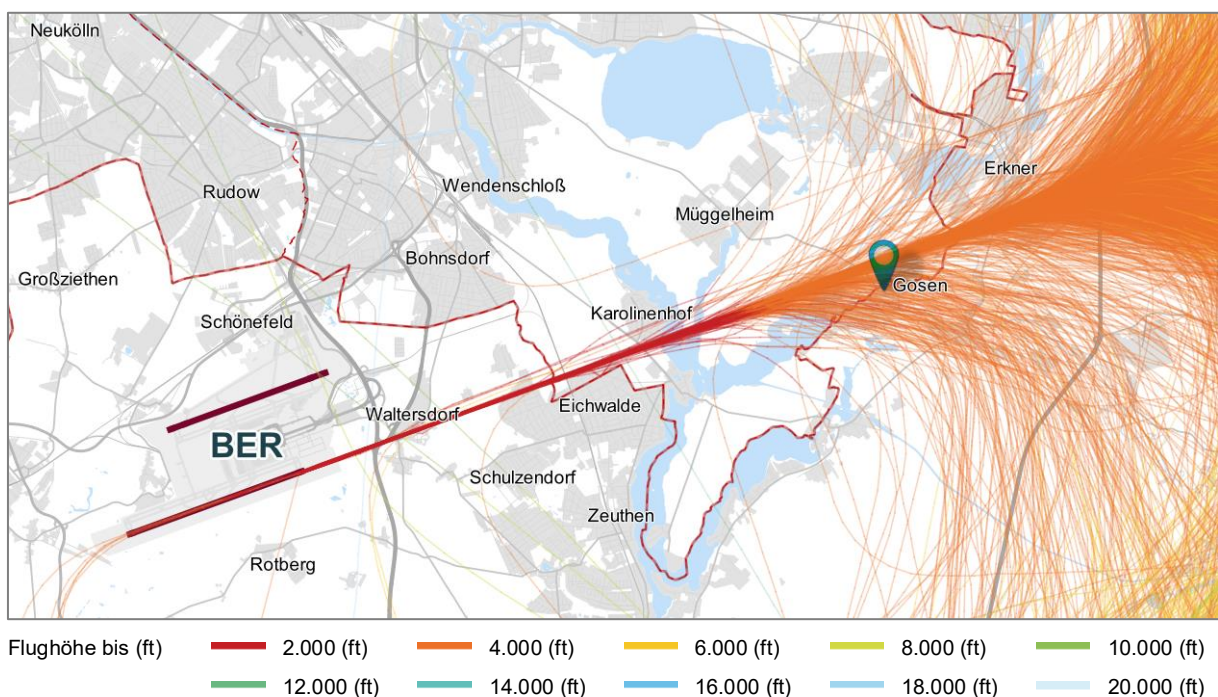 Neukölln
Erkner
Wendenschloß
Rudow
Müggelheim
Bohnsdorf
Großziethen
Gosen
Karolinenhof
Schönefeld
Eichwalde
Waltersdorf
BER
Schulzendorf
Zeuthen
Rotberg
Flughöhe bis (ft) 2.000 (ft) 4.000 (ft) 6.000 (ft) 8.000 (ft) 10.000 (ft)
12.000 (ft) 14.000 (ft) 16.000 (ft) 18.000 (ft) 20.000 (ft)